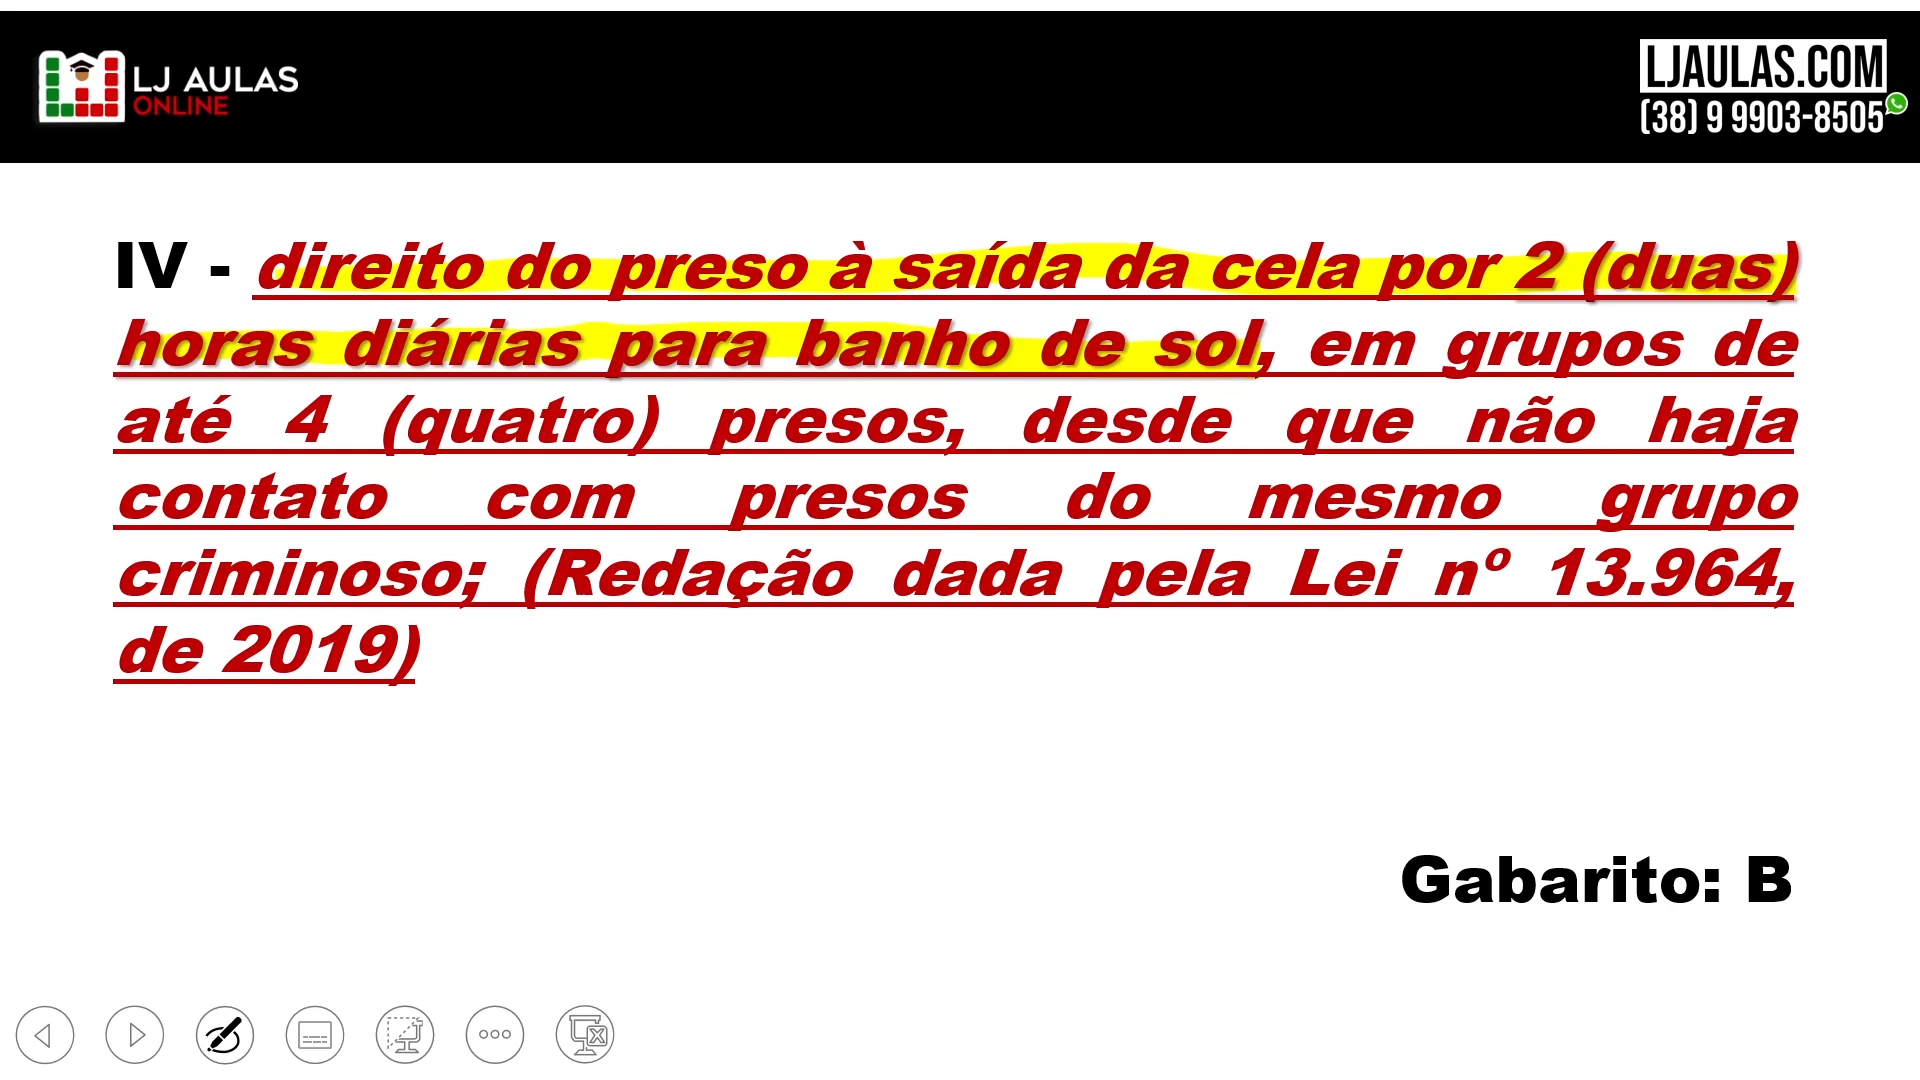 LJ AULAS
ONLINE
LJAULAS.COM
(38) 9 9903-8505
IV - direito do preso à saída da cela por 2 (duas)
horas diárias para banho de sol, em grupos de
até 4 (quatro) presos, desde que não haja
contato com presos do mesmo grupo
criminoso; (Redação dada pela Lei nº 13.964,
de 2019)
Gabarito: B